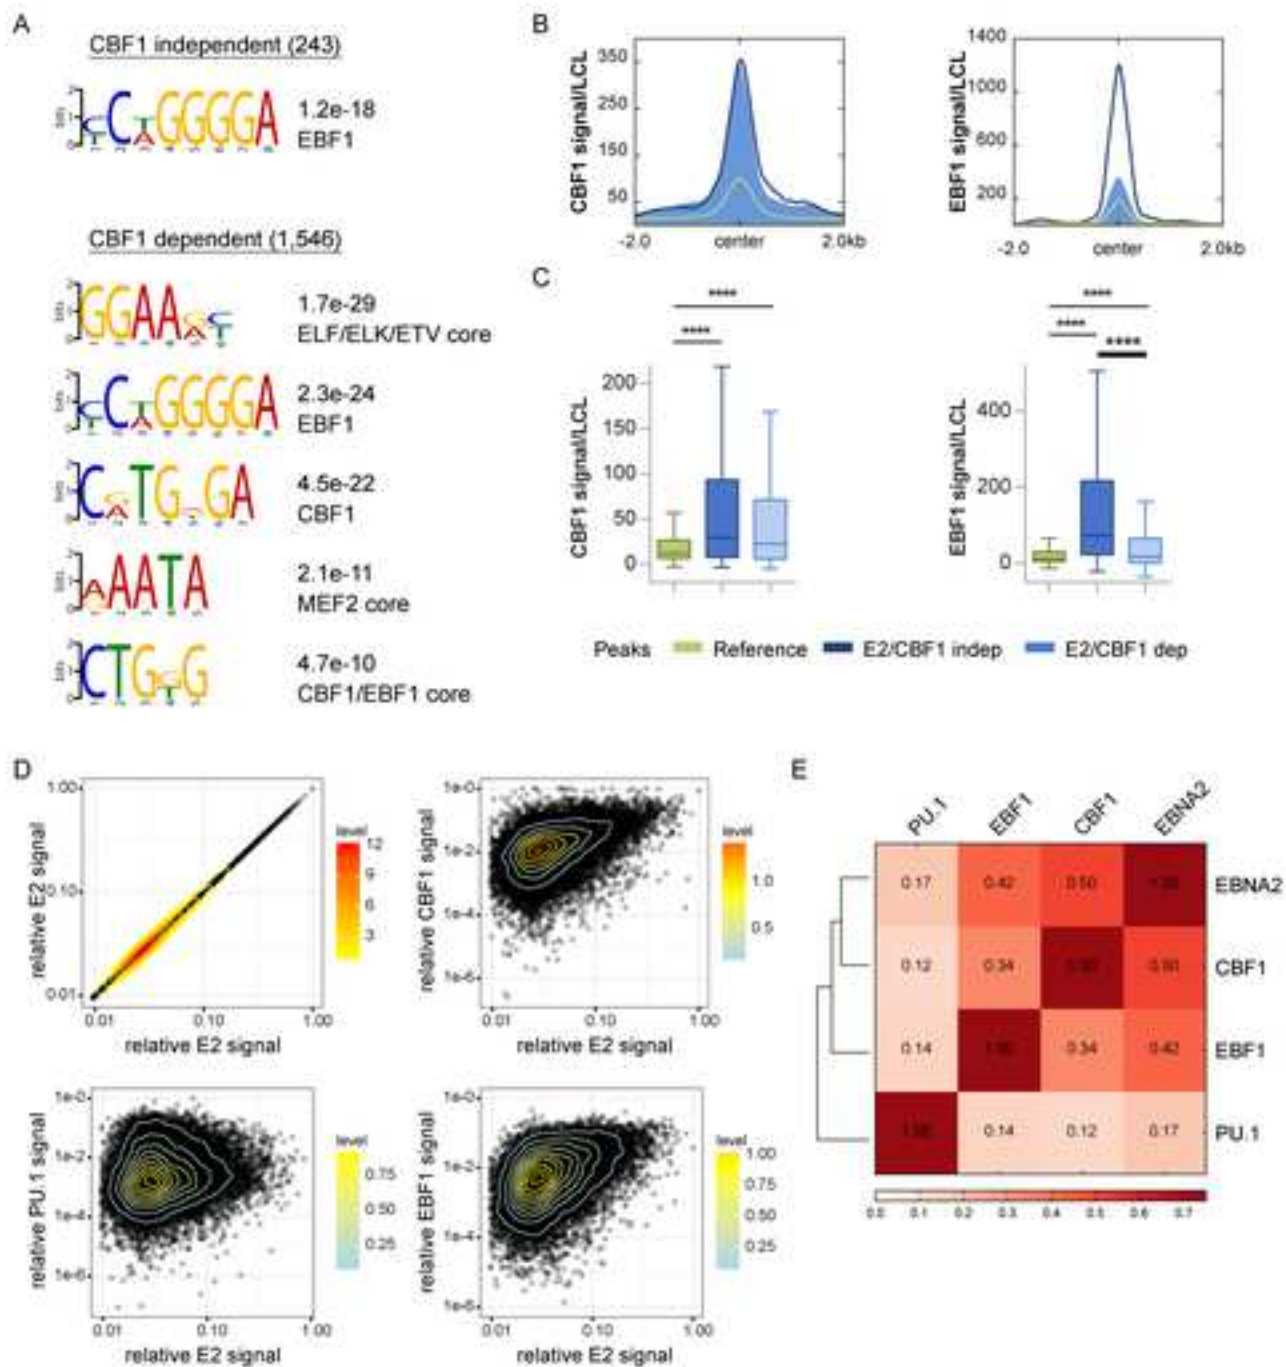 A
CBF1 independent (243)
1.2e-18
EBF1
CBF1 dependent (1,546)
1.7e-29
ELF/ELK/ETV core
2.3e-24
EBF1
4.5e-22
CBF1
2.1e-11
MEF2 core
4.7e-10
CBF1/EBF1 core
B
CBF1 signal/LCL
350
250
150
50
-2.0 center 2.0kb
EBF1 signal/LCL
1400
1000
600
200
-2.0 center 2.0kb
C
****
****
CBF1 signal/LCL
200
150
100
50
0
****
****
****
EBF1 signal/LCL
400
200
0
Peaks Reference E2/CBF1 indep E2/CBF1 dep
D
relative E2 signal
1.00
0.10
0.01
0.01 0.10 1.00
relative E2 signal
level
12
9
6
3
relative CBF1 signal
1e-0
1e-2
1e-4
1e-6
0.01 0.10 1.00
relative E2 signal
level
1.0
0.5
relative PU.1 signal
1e-0
1e-2
1e-4
1e-6
0.01 0.10 1.00
relative E2 signal
level
0.75
0.50
0.25
relative EBF1 signal
1e-0
1e-2
1e-4
1e-6
0.01 0.10 1.00
relative E2 signal
level
1.00
0.75
0.50
0.25
E
PU.1 EBF1 CBF1 EBNA2
0.17 0.42 0.50 EBNA2
0.12 0.34 0.50 CBF1
0.14 0.34 0.42 EBF1
0.14 0.12 0.17 PU.1
0.0 0.1 0.2 0.3 0.4 0.5 0.6 0.7